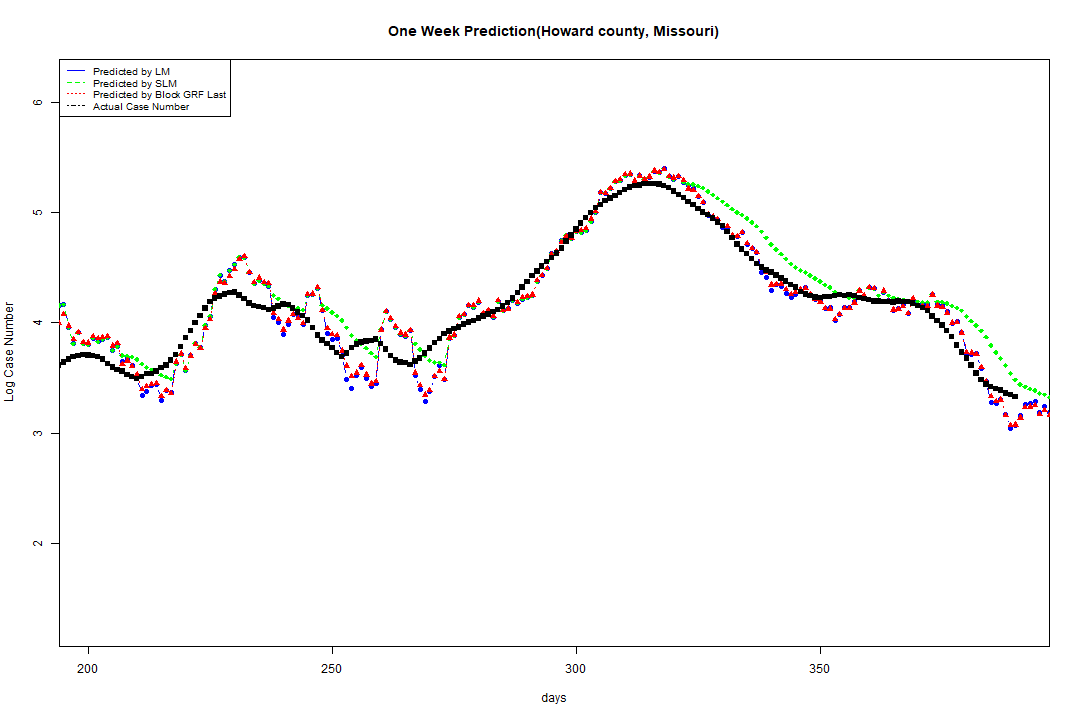 One Week Prediction(Howard county, Missouri)
Predicted by LM
Predicted by SLM
Predicted by Block GRF Last
Actual Case Number
6
5
4
3
2
Log Case Number
200
250
300
350
days